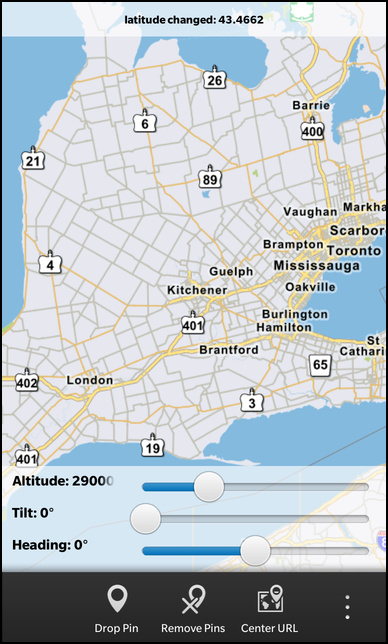 latitude changed: 43.4662
26
Barrie
6
400
21
89
Vaughan
Markha
Scarbor
Brampton
Toronto
4
Mississauga
Guelph
Kitchener
Oakville
401
Burlington
Hamilton
St
Brantford
Cathari
65
402
London
3
19
401
Altitude: 29000
Tilt: 0°
Heading: 0°
Drop Pin
Remove Pins
Center URL